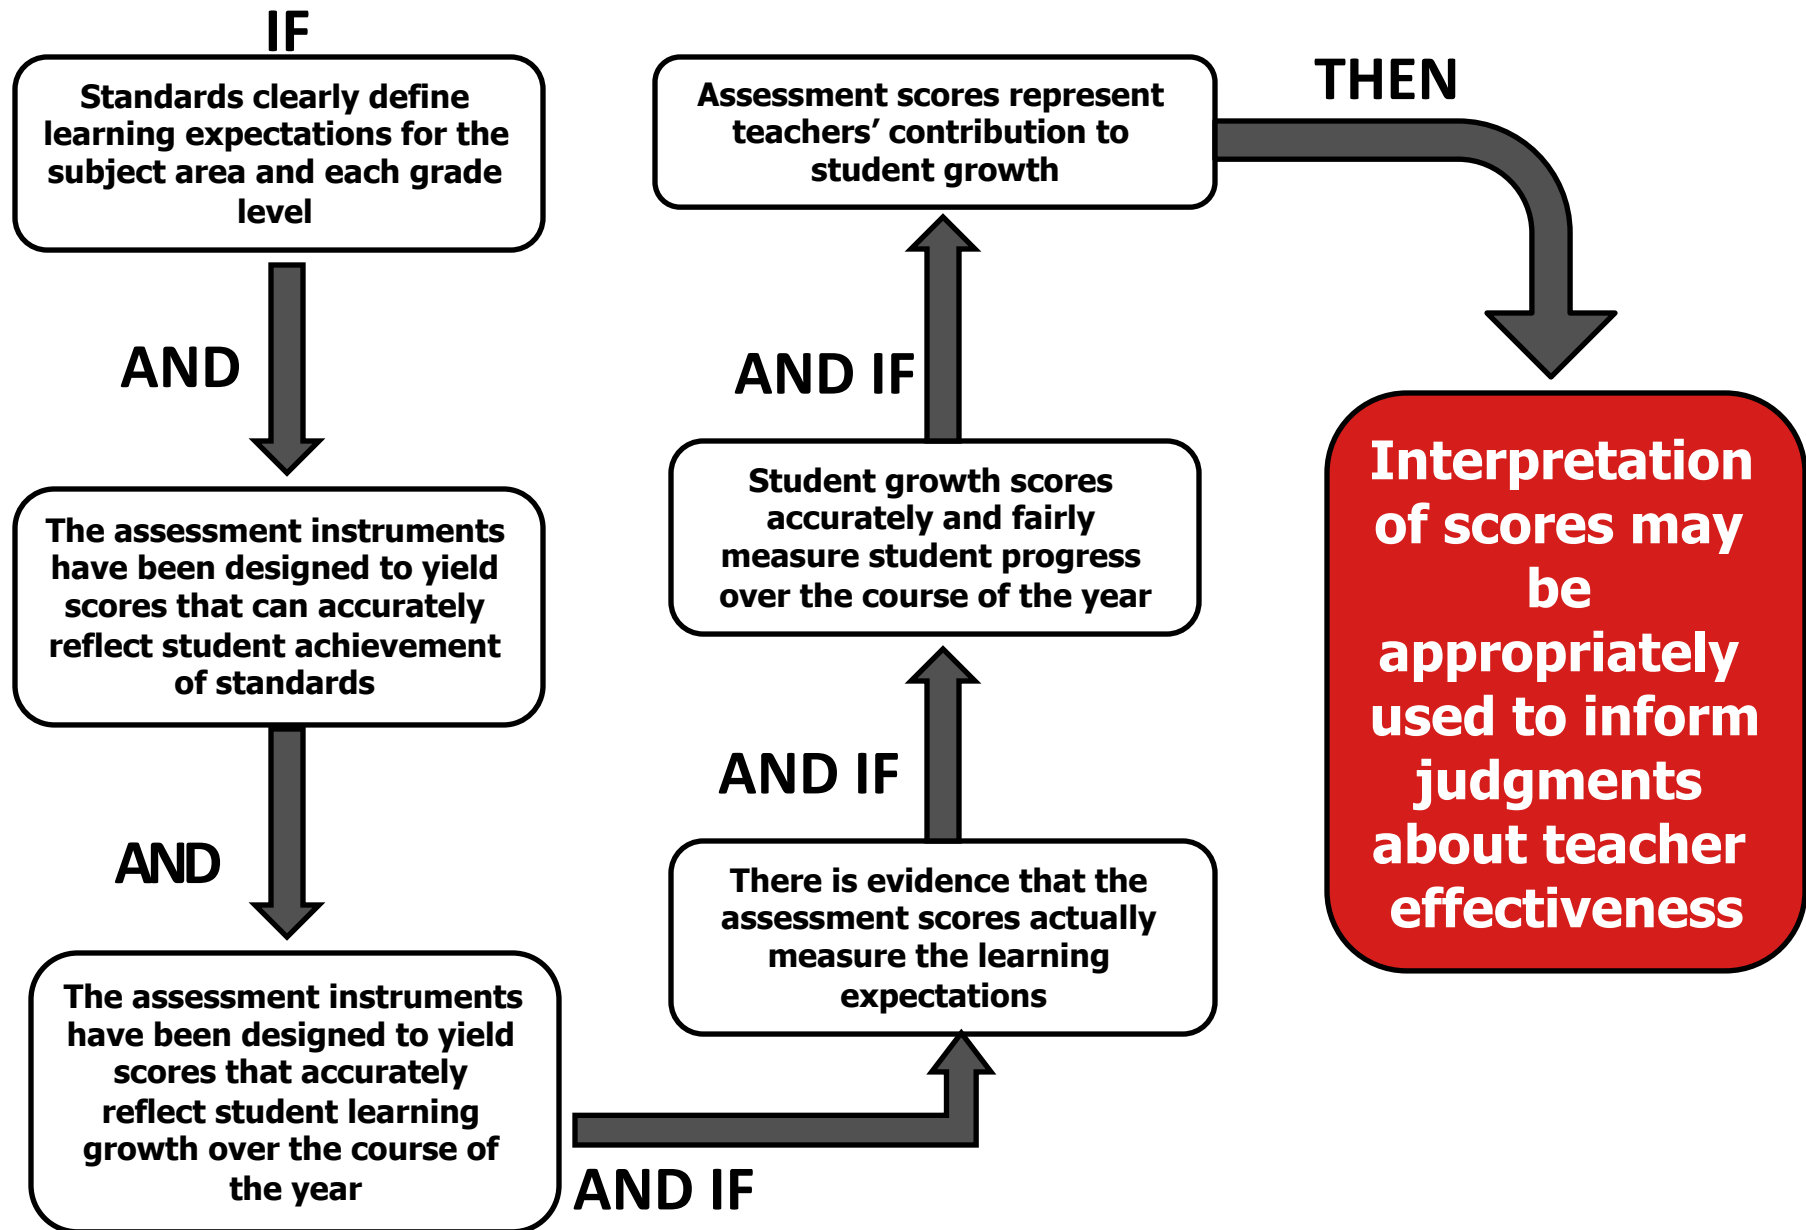 IF
Standards clearly define
learning expectations for the
subject area and each grade
level
AND
The assessment instruments
have been designed to yield
scores that can accurately
reflect student achievement
of standards
AND
The assessment instruments
have been designed to yield
scores that accurately
reflect student learning
growth over the course of
the year
AND IF
There is evidence that the
assessment scores actually
measure the learning
expectations
AND IF
Student growth scores
accurately and fairly
measure student progress
over the course of the year
AND IF
Assessment scores represent
teachers’ contribution to
student growth
THEN
Interpretation
of scores may
be
appropriately
used to inform
judgments
about teacher
effectiveness